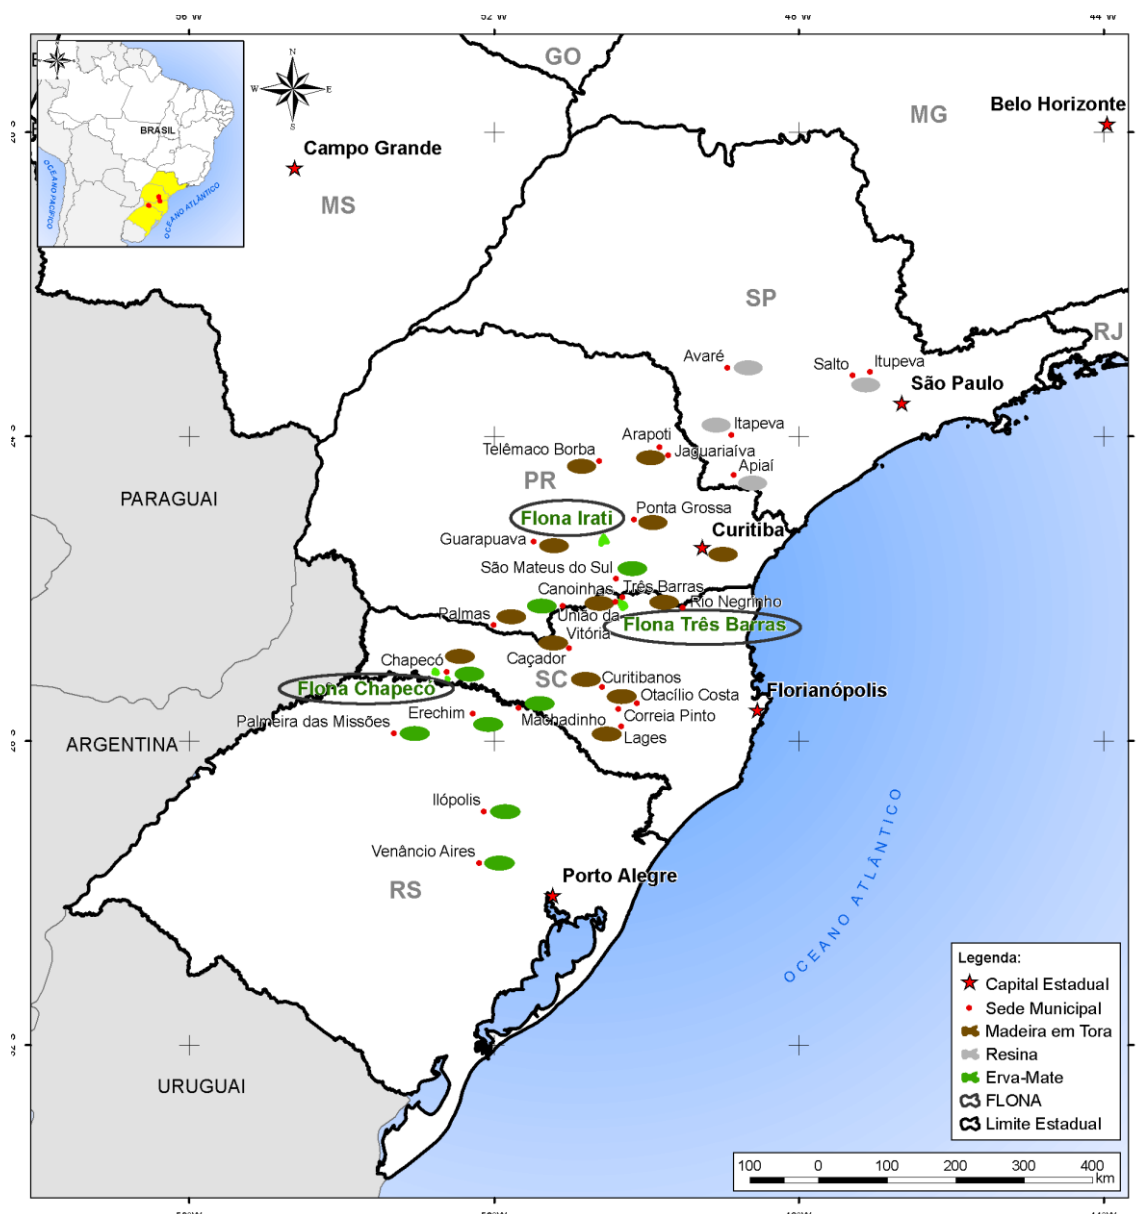 56°W
52°W
48°W
44°W
GO
MG
Belo Horizonte
BRASIL
OCEANO PACÍFICO
OCEANO ATLÂNTICO
N
W
E
S
Campo Grande
MS
SP
RJ
Avaré
Salto
Itupeva
São Paulo
Itapeva
Arapoti
Telêmaco Borba
Jaguariaíva
Apiaí
PR
PARAGUAI
Flona Irati
Ponta Grossa
Curitiba
Guarapuava
São Mateus do Sul
Canoinhas
Três Barras
Rio Negrinho
Palmas
União da
Vitória
Flona Três Barras
Caçador
Chapecó
SC
Curitibanos
Flona Chapecó
Otacílio Costa
Florianópolis
Erechim
Machadinho
Correia Pinto
Palmeira das Missões
Lages
ARGENTINA
Ilópolis
Venâncio Aires
RS
Porto Alegre
OCEANO ATLÂNTICO
URUGUAI
Legenda:
Capital Estadual
Sede Municipal
Madeira em Tora
Resina
Erva-Mate
FLONA
Limite Estadual
100 0 100 200 300 400
km